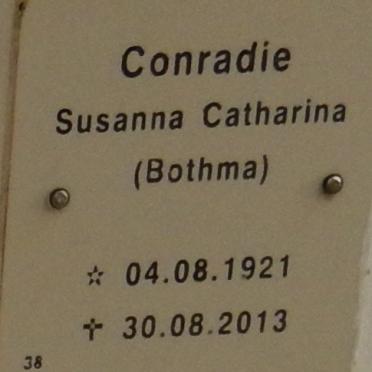 Conradie
Susanna Catharina
(Bothma)
☆ 04.08.1921
✝ 30.08.2013
38